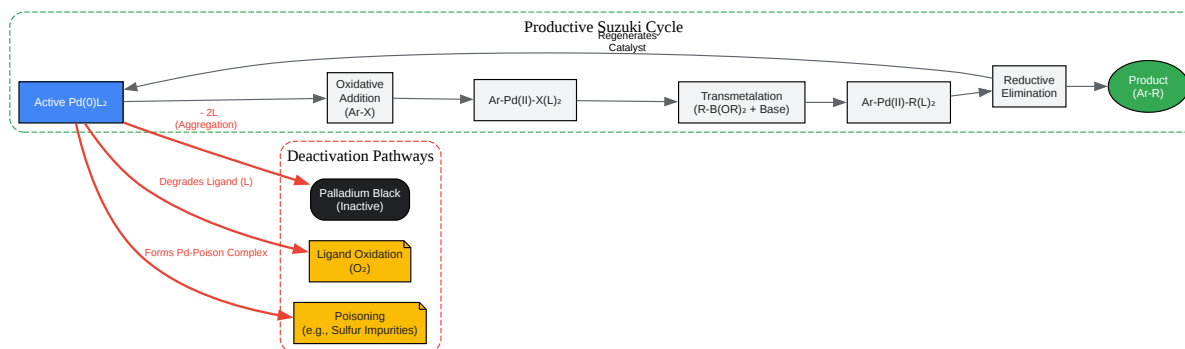 Productive Suzuki Cycle
Regenerates
Catalyst
Active Pd(0)L₂
Oxidative
Addition
(Ar-X)
Ar-Pd(II)-X(L)₂
Transmetalation
(R-B(OR)₂ + Base)
Ar-Pd(II)-R(L)₂
Reductive
Elimination
Product
(Ar-R)
- 2L
(Aggregation)
Deactivation Pathways
Degrades Ligand (L)
Palladium Black
(Inactive)
Forms Pd-Poison Complex
Ligand Oxidation
(O₂)
Poisoning
(e.g., Sulfur Impurities)